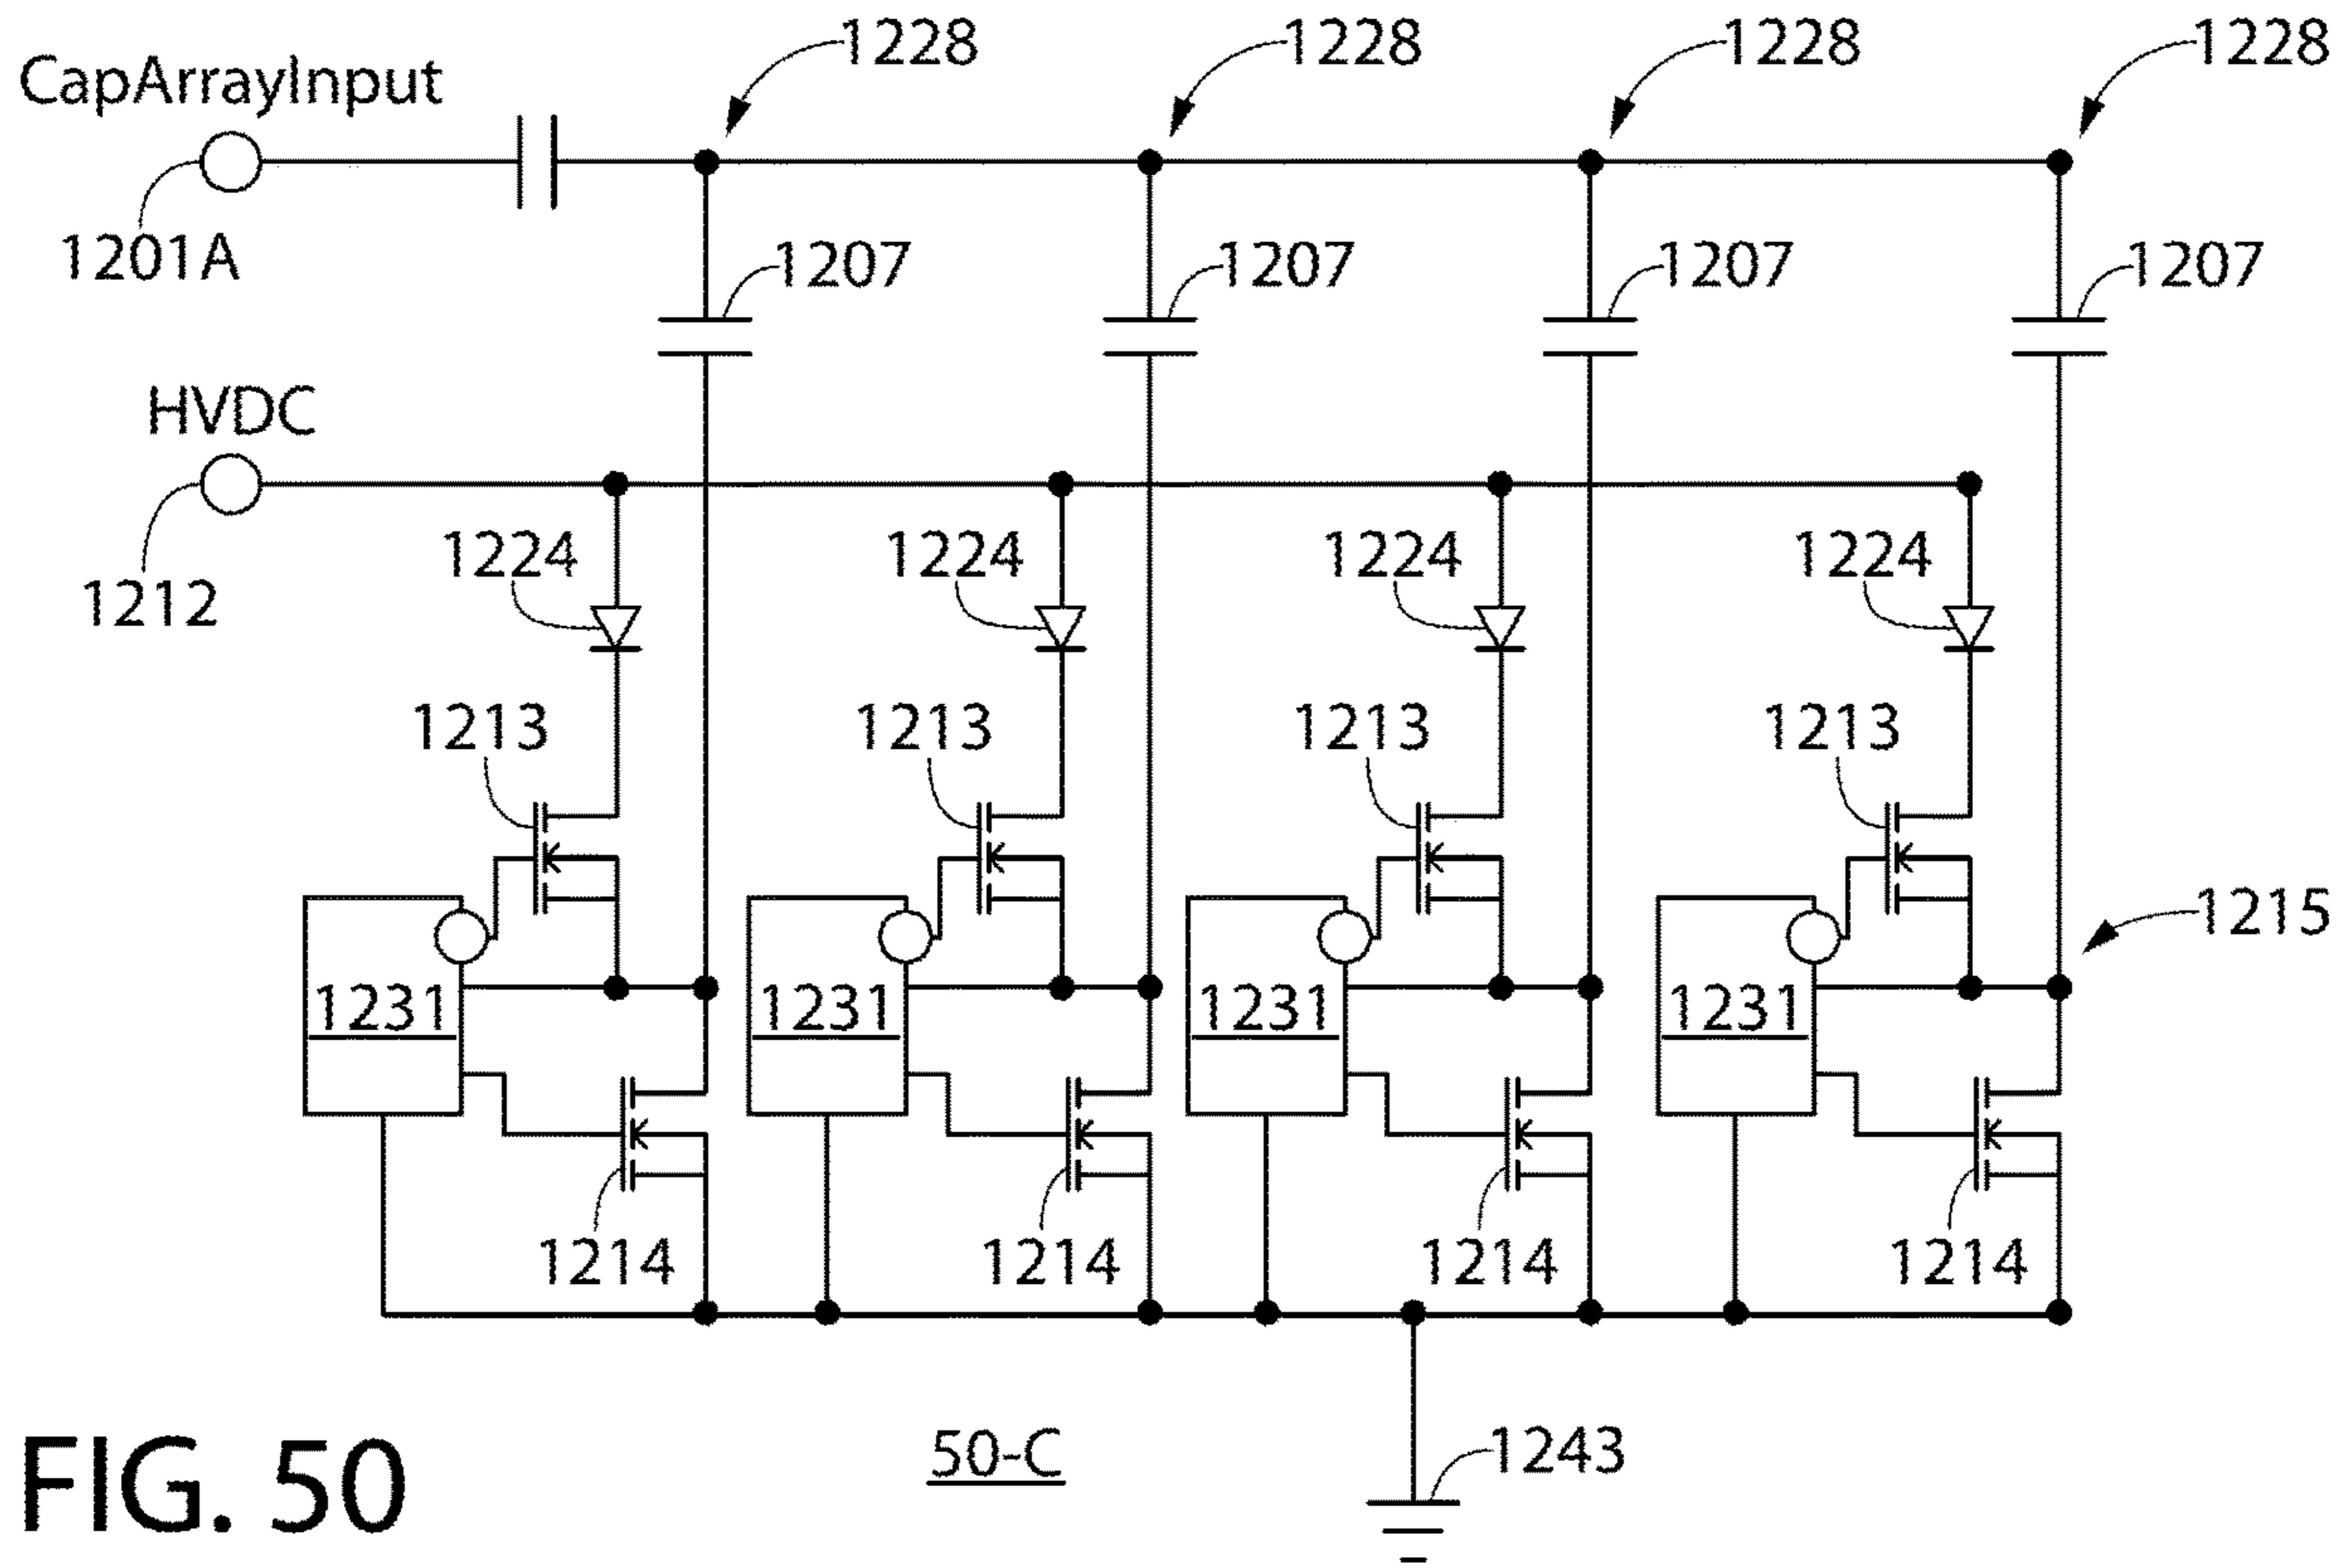 1228 1228 1228 1228
CapArrayInput
1201A
1207 1207 1207 1207
HVDC
1212
1224 1224 1224 1224
1213 1213 1213 1213
1215
1231 1231 1231 1231
1214 1214 1214 1214
FIG. 50
50-C
1243